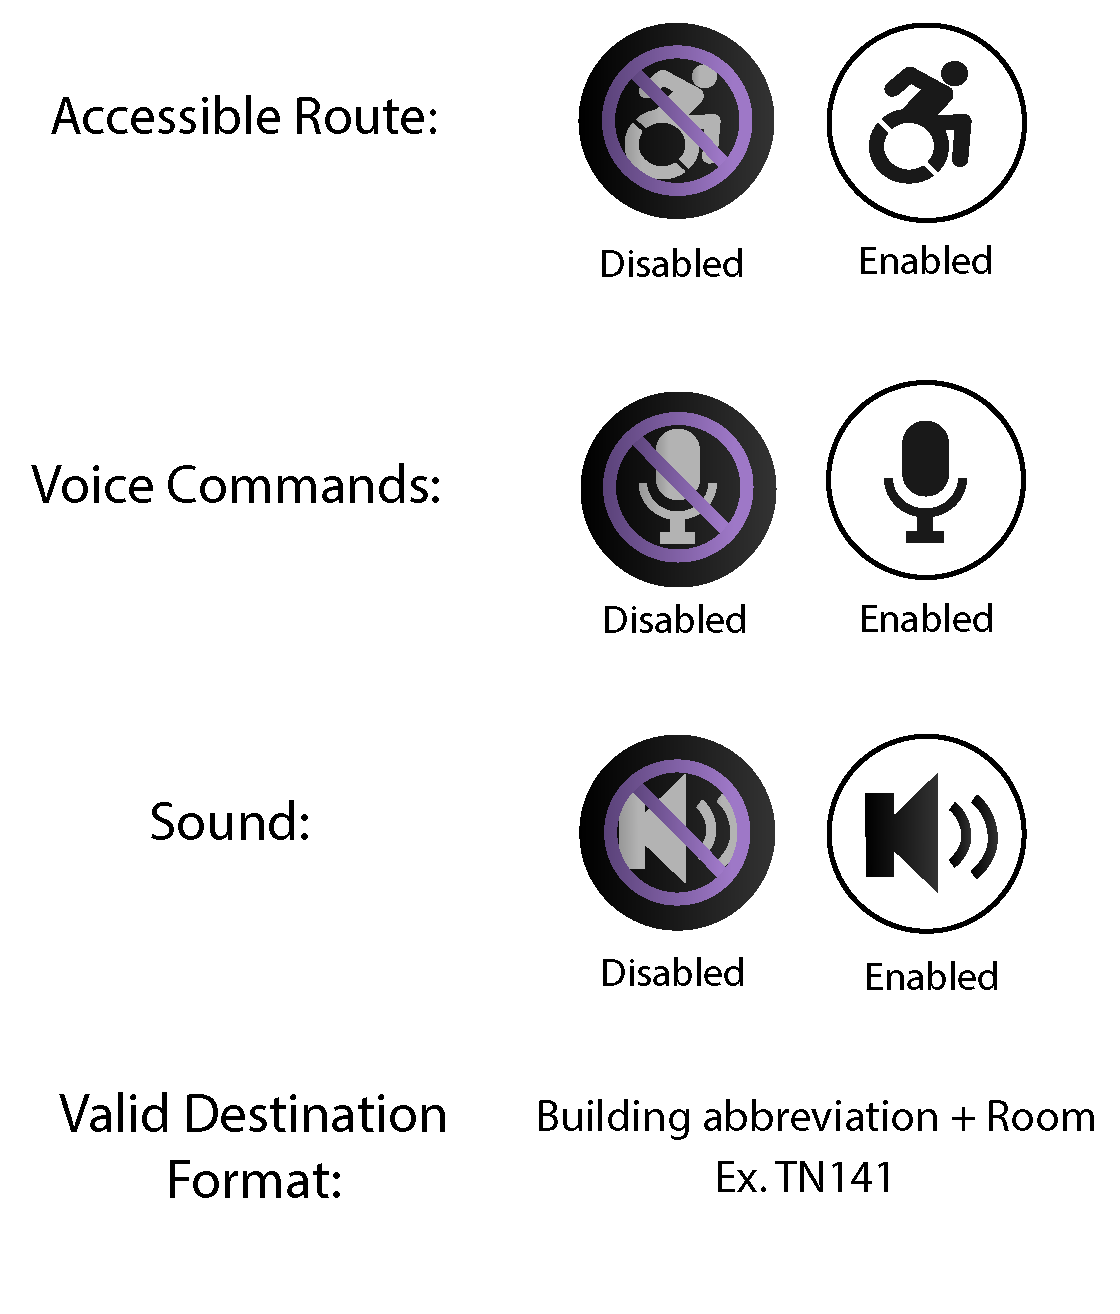 Accessible Route:
Disabled
Enabled
Voice Commands:
Disabled
Enabled
Sound:
Disabled
Enabled
Valid Destination
Format:
Building abbreviation + Room
Ex. TN141